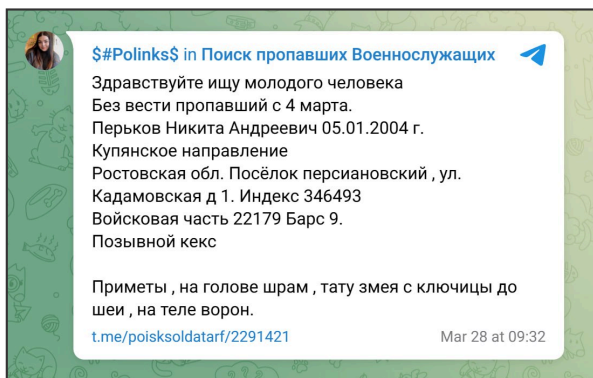 $#Polinks$ in Поиск пропавших Военнослужащих
Здравствуйте ищу молодого человека
Без вести пропавший с 4 марта.
Перьков Никита Андреевич 05.01.2004 г.
Купянское направление
Ростовская обл. Посёлок персиановский , ул.
Кадамовская д 1. Индекс 346493
Войсковая часть 22179 Барс 9.
Позывной кекс
Приметы , на голове шрам , тату змея с ключицы до
шеи , на теле ворон.
t.me/poisksoldatarf/2291421 Mar 28 at 09:32